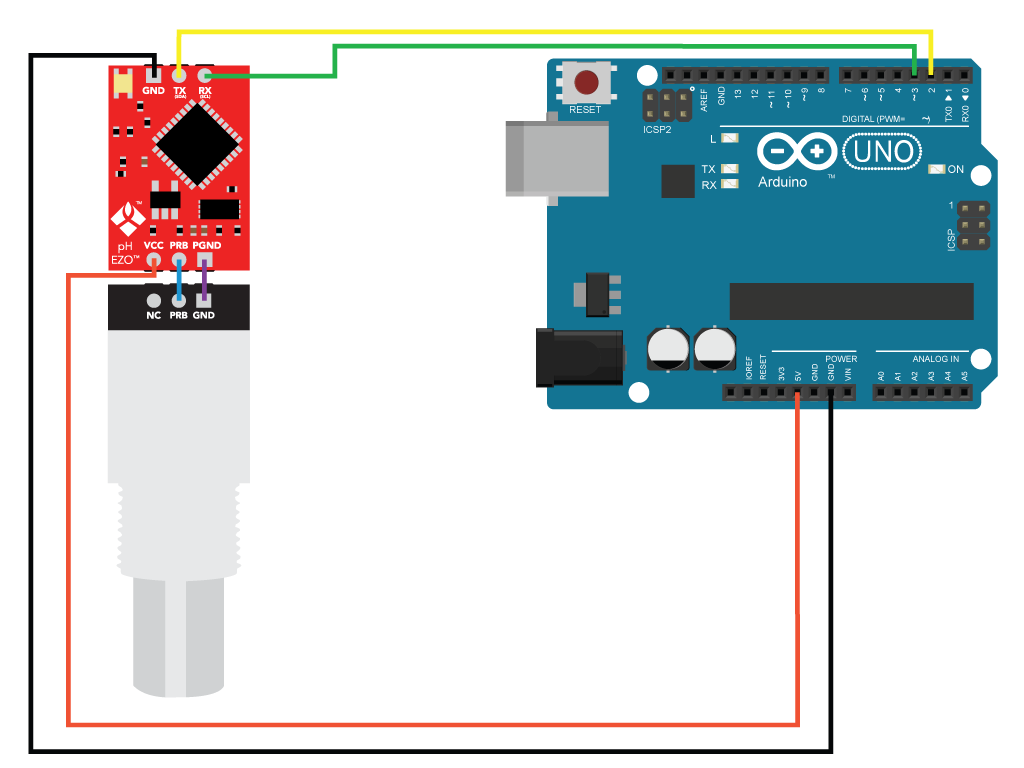 GND TX RX
(SDA) (SCL)
™
VCC PRB PGND
pH
EZO™
NC PRB GND
RESET
ICSP2
AREF
GND
13
12
~11
~10
~9
8
7
~6
~5
4
~3
2
TX0 ▶ 1
RX0 ◀ 0
DIGITAL (PWM=
~)
L
TX
RX
UNO
Arduino
™
ON
1
ICSP
POWER
ANALOG IN
IOREF
RESET
3V3
5V
GND
GND
VIN
A0
A1
A2
A3
A4
A5